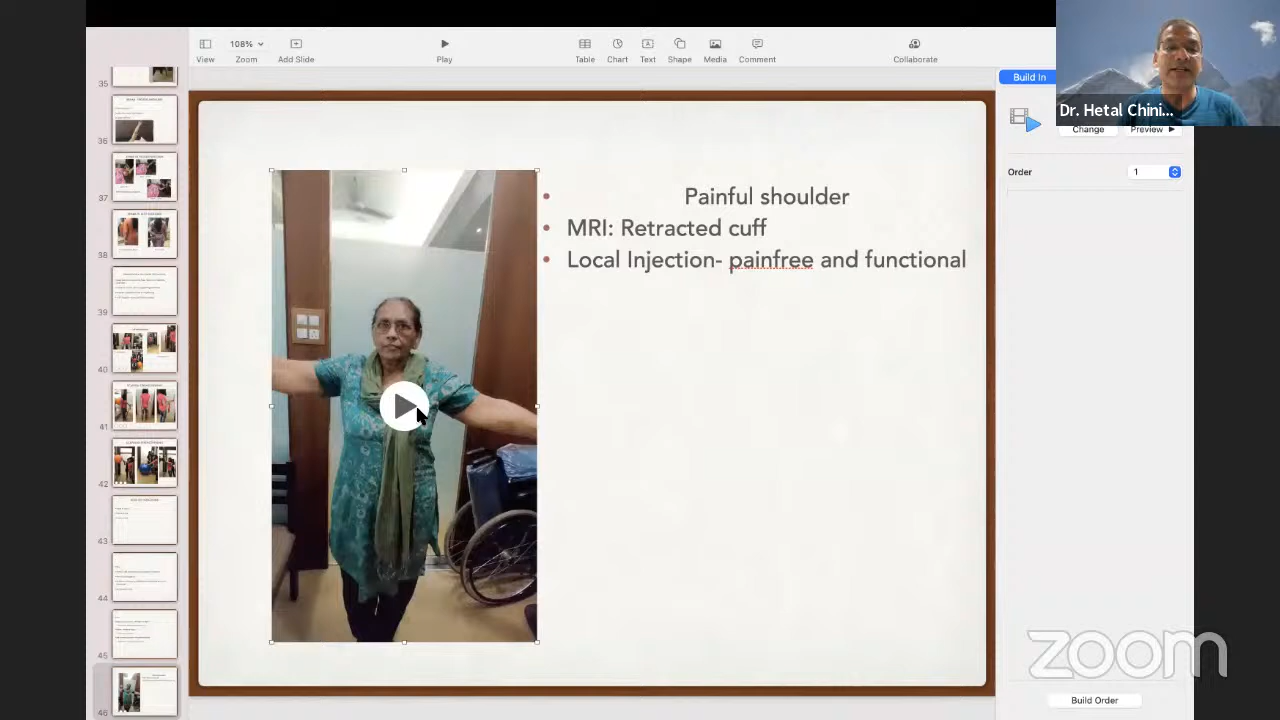 108%
View
Zoom
Add Slide
Play
Table
Chart
Text
Shape
Media
Comment
Collaborate
Build In
Dr. Hetal Chini...
Change
Preview
Order
1
Painful shoulder
MRI: Retracted cuff
Local Injection- painfree and functional
35
36
37
38
39
40
41
42
43
44
45
46
zoom
Build Order